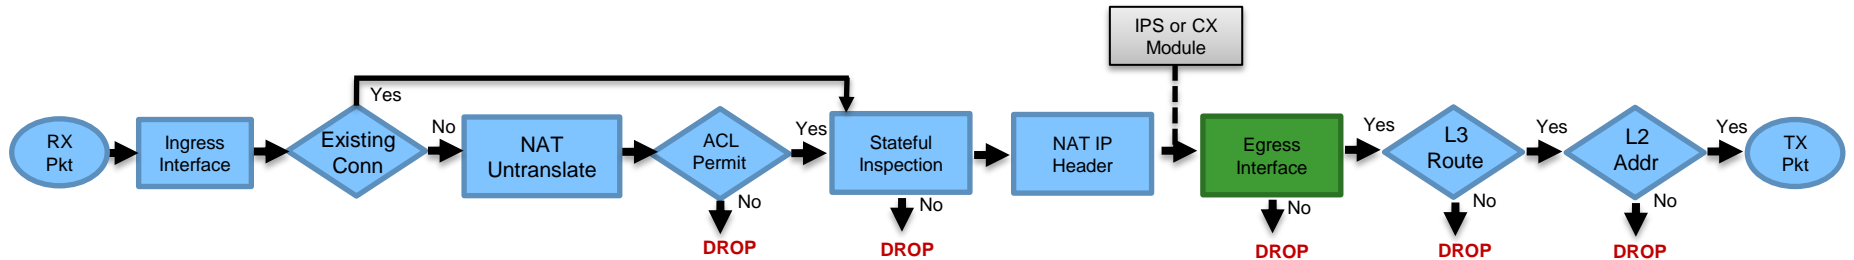 IPS or CX
Module
RX
Pkt
Ingress
Interface
Existing
Conn
Yes
No
NAT
Untranslate
ACL
Permit
Yes
No
DROP
Stateful
Inspection
No
DROP
NAT IP
Header
Egress
Interface
Yes
No
DROP
L3
Route
Yes
No
DROP
L2
Addr
Yes
No
DROP
TX
Pkt